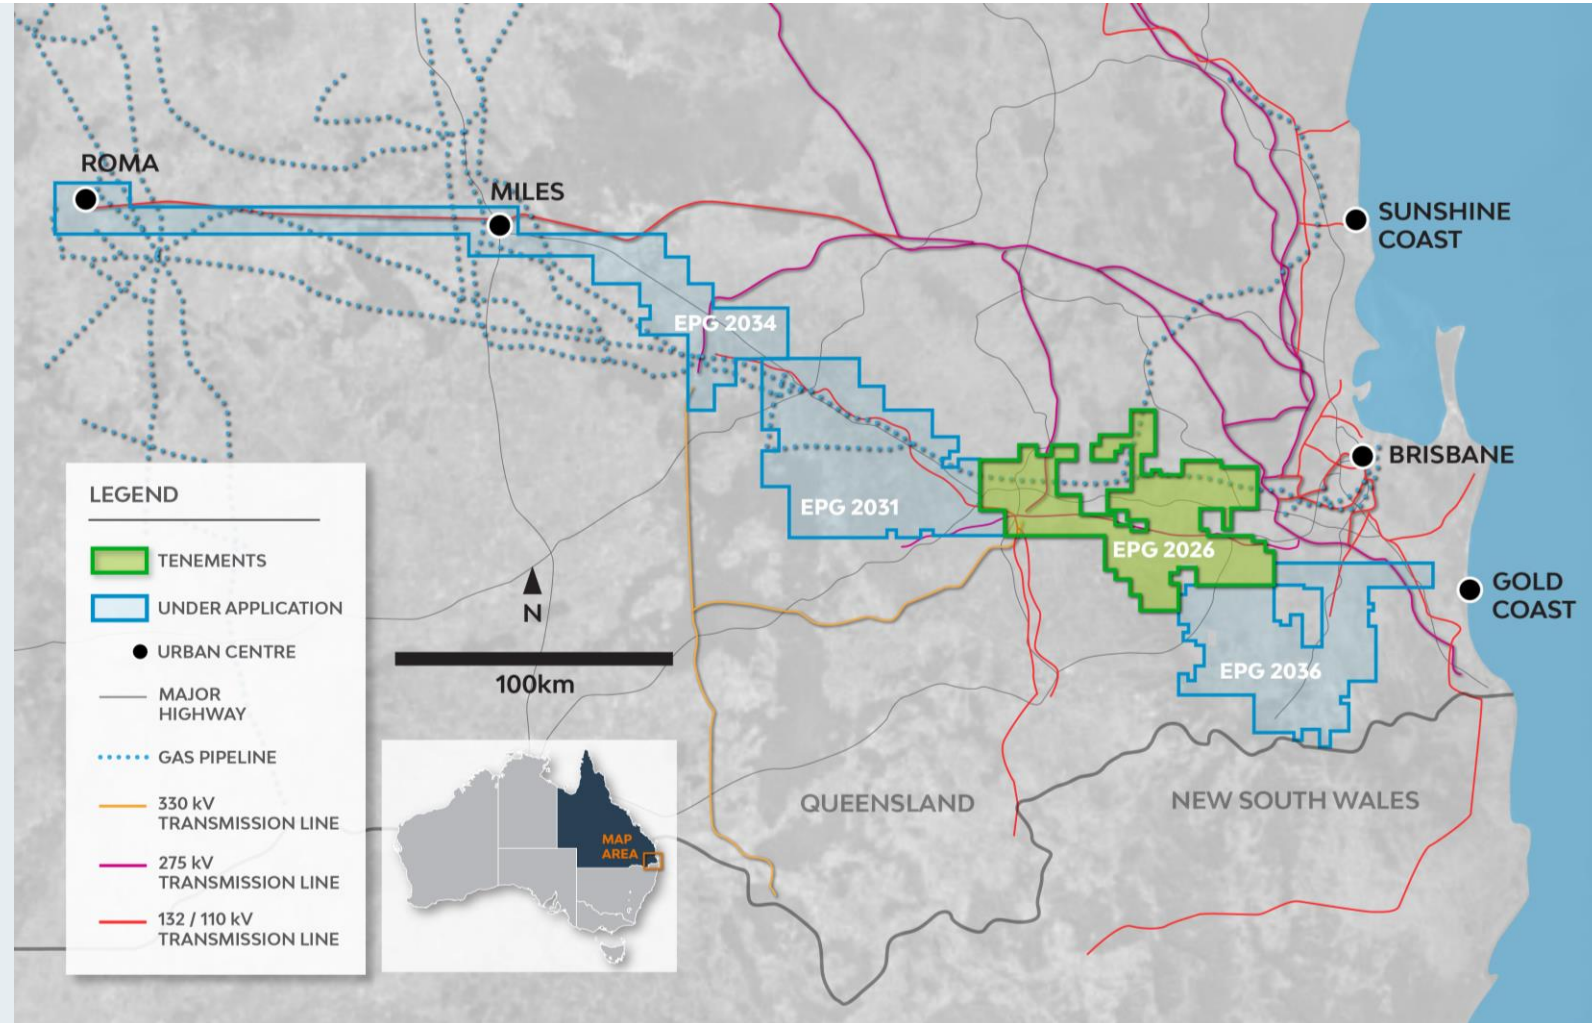 ROMA
MILES
SUNSHINE
COAST
EPG 2034
BRISBANE
EPG 2031
EPG 2026
GOLD
COAST
EPG 2036
N
100km
QUEENSLAND
NEW SOUTH WALES
LEGEND
TENEMENTS
UNDER APPLICATION
URBAN CENTRE
MAJOR
HIGHWAY
GAS PIPELINE
330 kV
TRANSMISSION LINE
275 kV
TRANSMISSION LINE
132 / 110 kV
TRANSMISSION LINE
MAP
AREA